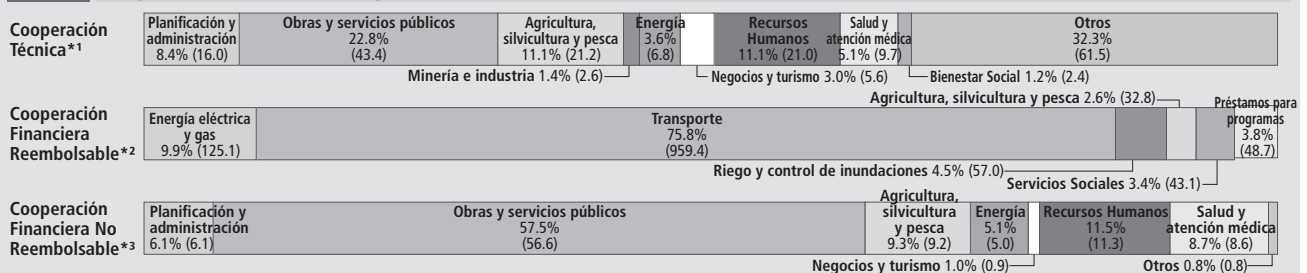 Cooperación
Técnica*1
Planificación y
administración
8.4% (16.0)
Obras y servicios públicos
22.8%
(43.4)
Agricultura,
silvicultura y pesca
11.1% (21.2)
Minería e industria 1.4% (2.6)
Energía
3.6%
(6.8)
Negocios y turismo 3.0% (5.6)
Recursos
Humanos
11.1% (21.0)
Salud y
atención médica
5.1% (9.7)
Bienestar Social 1.2% (2.4)
Otros
32.3%
(61.5)
Cooperación
Financiera
Reembolsable*2
Energía eléctrica
y gas
9.9% (125.1)
Transporte
75.8%
(959.4)
Riego y control de inundaciones 4.5% (57.0)
Agricultura, silvicultura y pesca 2.6% (32.8)
Servicios Sociales 3.4% (43.1)
Préstamos para
programas
3.8%
(48.7)
Cooperación
Financiera No
Reembolsable*3
Planificación y
administración
6.1% (6.1)
Obras y servicios públicos
57.5%
(56.6)
Agricultura,
silvicultura
y pesca
9.3% (9.2)
Energía
5.1%
(5.0)
Negocios y turismo 1.0% (0.9)
Recursos Humanos
11.5%
(11.3)
Salud y
atención médica
8.7% (8.6)
Otros 0.8% (0.8)